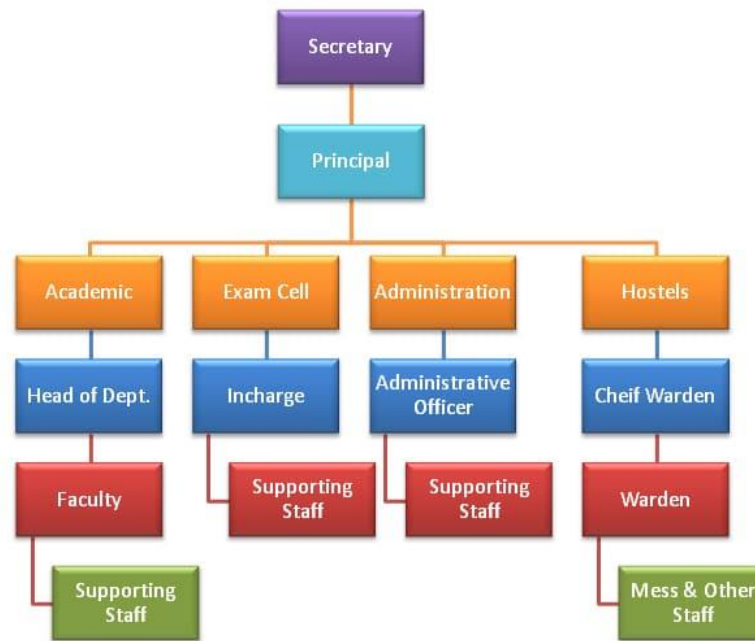 Secretary
Principal
Academic
Exam Cell
Administration
Hostels
Head of Dept.
Incharge
Administrative
Officer
Cheif Warden
Faculty
Supporting
Staff
Supporting
Staff
Warden
Supporting
Staff
Mess & Other
Staff